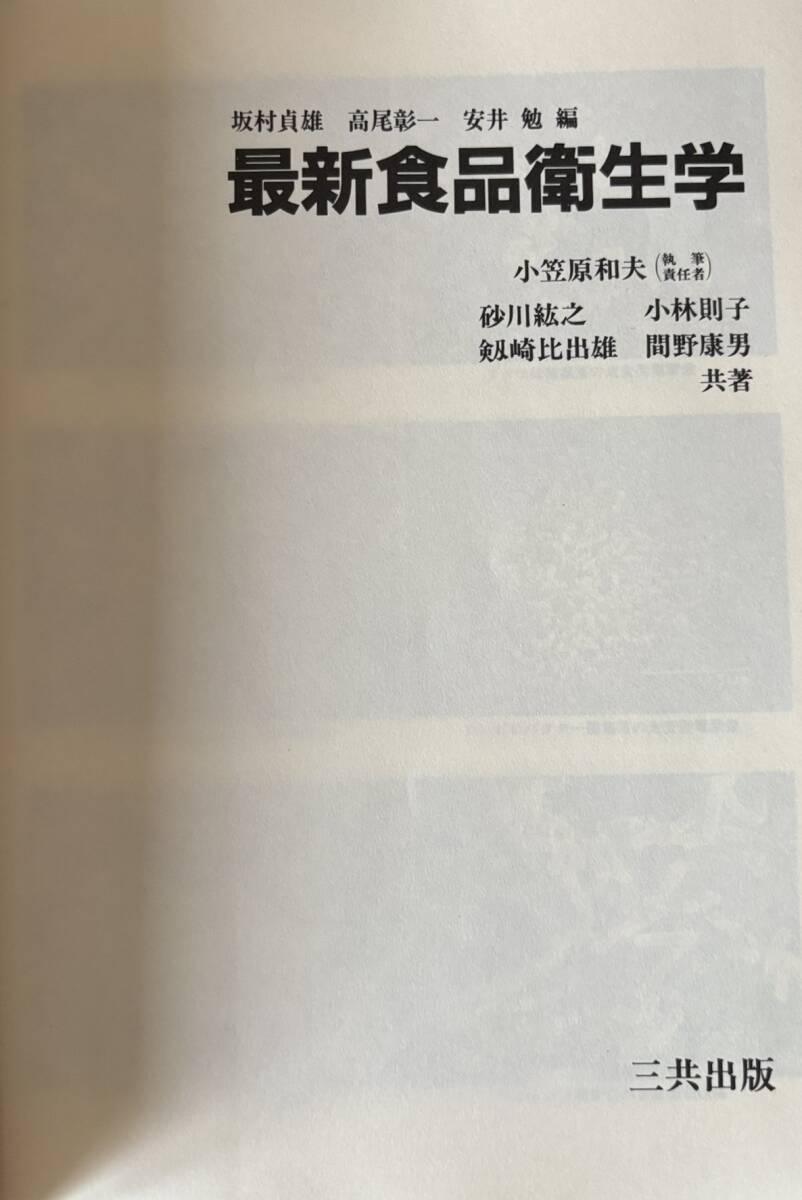 坂村貞雄 高尾彰一 安井 勉 編
最新食品衛生学
小笠原和夫(執筆責任者)
砂川紘之 小林則子
剱崎比出雄 間野康男
共著
三共出版